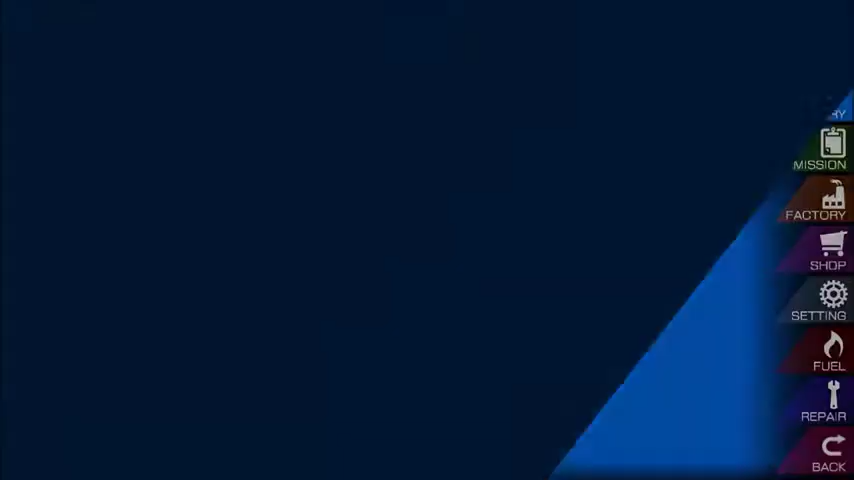 MISSION
FACTORY
SHOP
SETTING
FUEL
REPAIR
BACK